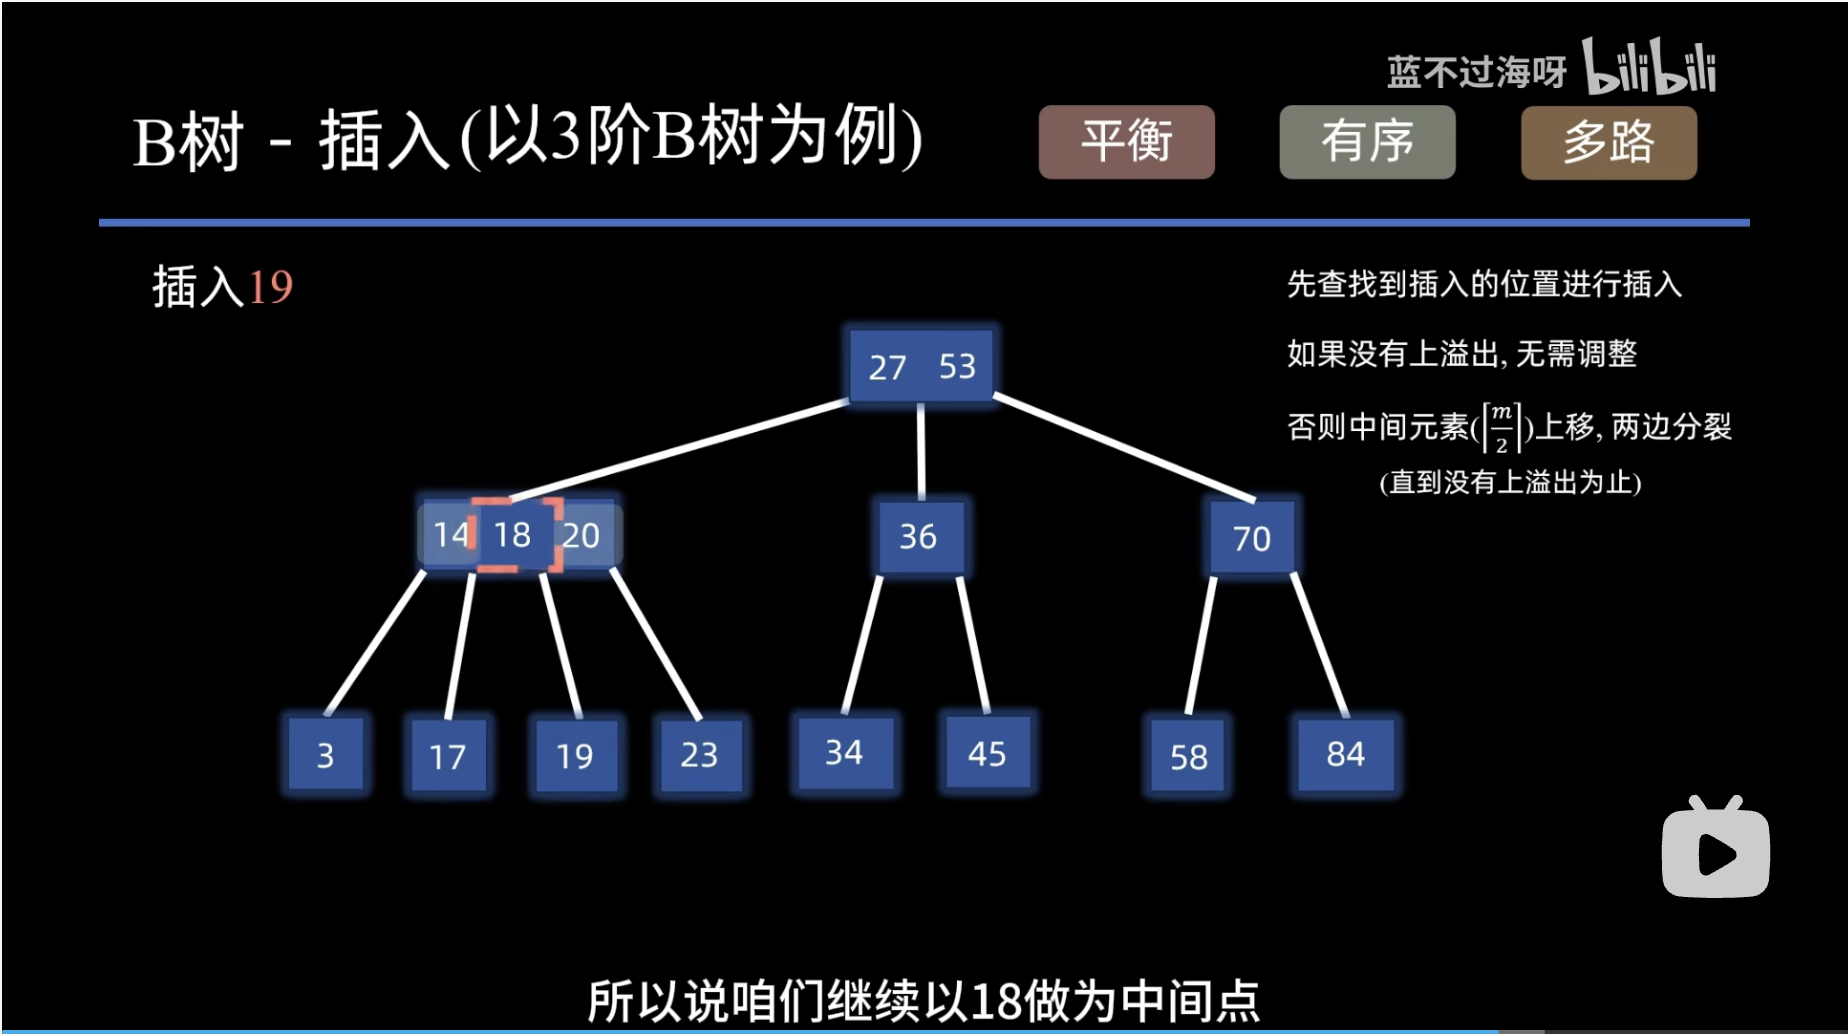 蓝不过海呀 bilibili
B树 - 插入(以3阶B树为例)
平衡 有序 多路
插入19
先查找到插入的位置进行插入
如果没有上溢出, 无需调整
否则中间元素(⌈m/2⌉)上移, 两边分裂
(直到没有上溢出为止)
27 53
14 18 20 36 70
3 17 19 23 34 45 58 84
所以说咱们继续以18做为中间点